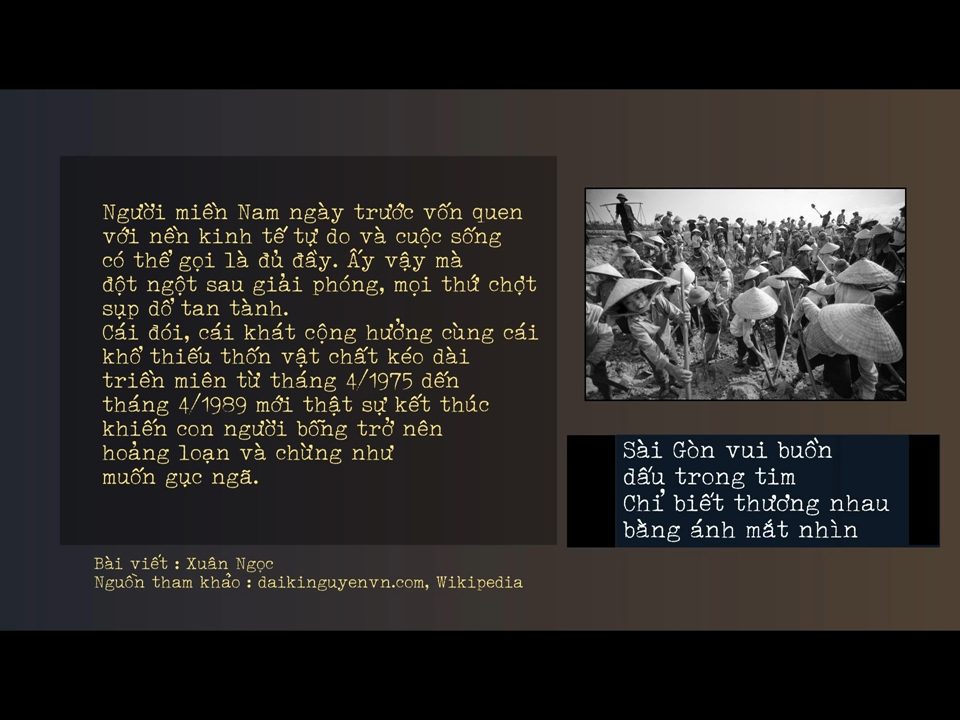 Người miền Nam ngày trước vốn quen
với nền kinh tế tự do và cuộc sống
có thể gọi là đủ đầy. Ấy vậy mà
đột ngột sau giải phóng, mọi thứ chợt
sụp dổ tan tành.
Cái đói, cái khát cộng hưởng cùng cái
khổ thiếu thốn vật chất kéo dài
triền miên từ tháng 4/1975 dến
tháng 4/1989 mới thật sự kết thúc
khiến con người bỗng trở nên
hoảng loạn và chừng như
muốn gục ngã.
Bài viết : Xuân Ngọc
Nguồn tham khảo : daikinguyenvn.com, Wikipedia
Sài Gòn vui buồn
dấu trong tim
Chỉ biết thương nhau
bằng ánh mắt nhìn